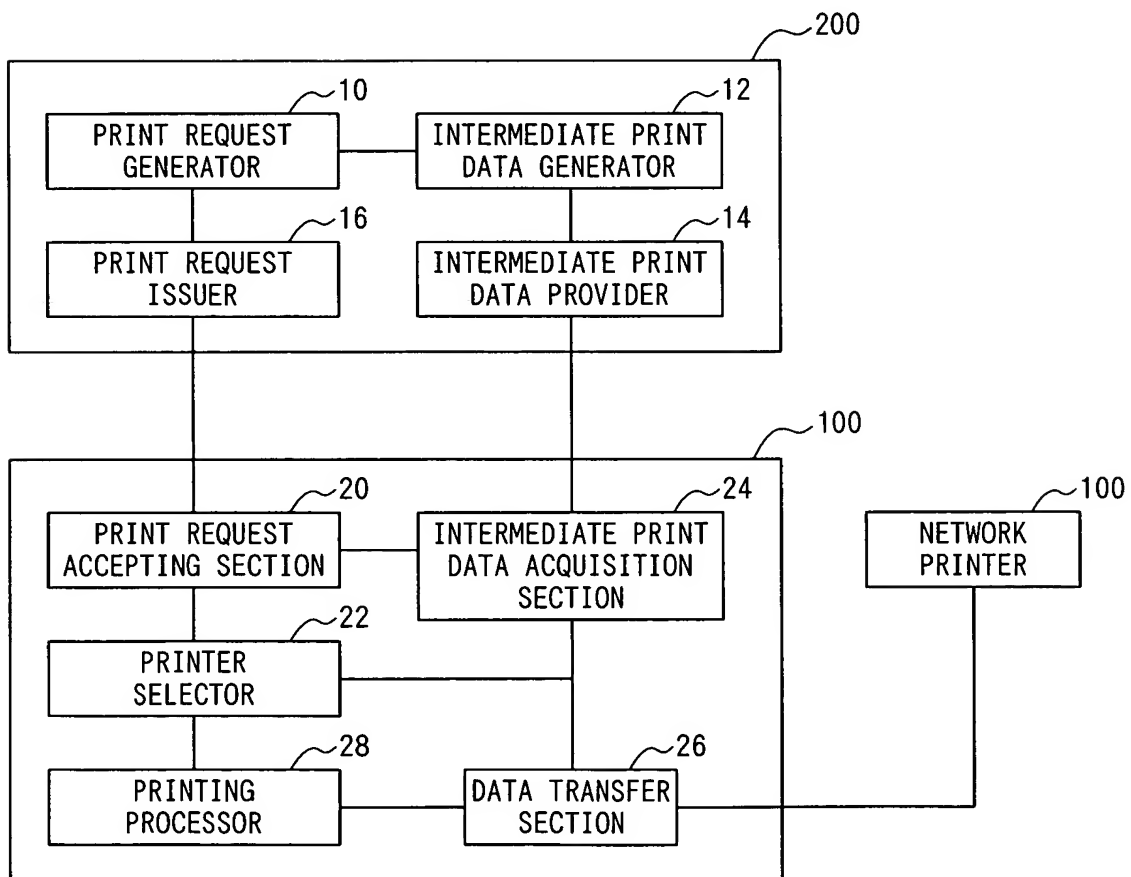 200
10
12
PRINT REQUEST
GENERATOR
INTERMEDIATE PRINT
DATA GENERATOR
16
14
PRINT REQUEST
ISSUER
INTERMEDIATE PRINT
DATA PROVIDER
100
20
24
100
PRINT REQUEST
ACCEPTING SECTION
INTERMEDIATE PRINT
DATA ACQUISITION
SECTION
NETWORK
PRINTER
22
PRINTER
SELECTOR
28
26
PRINTING
PROCESSOR
DATA TRANSFER
SECTION